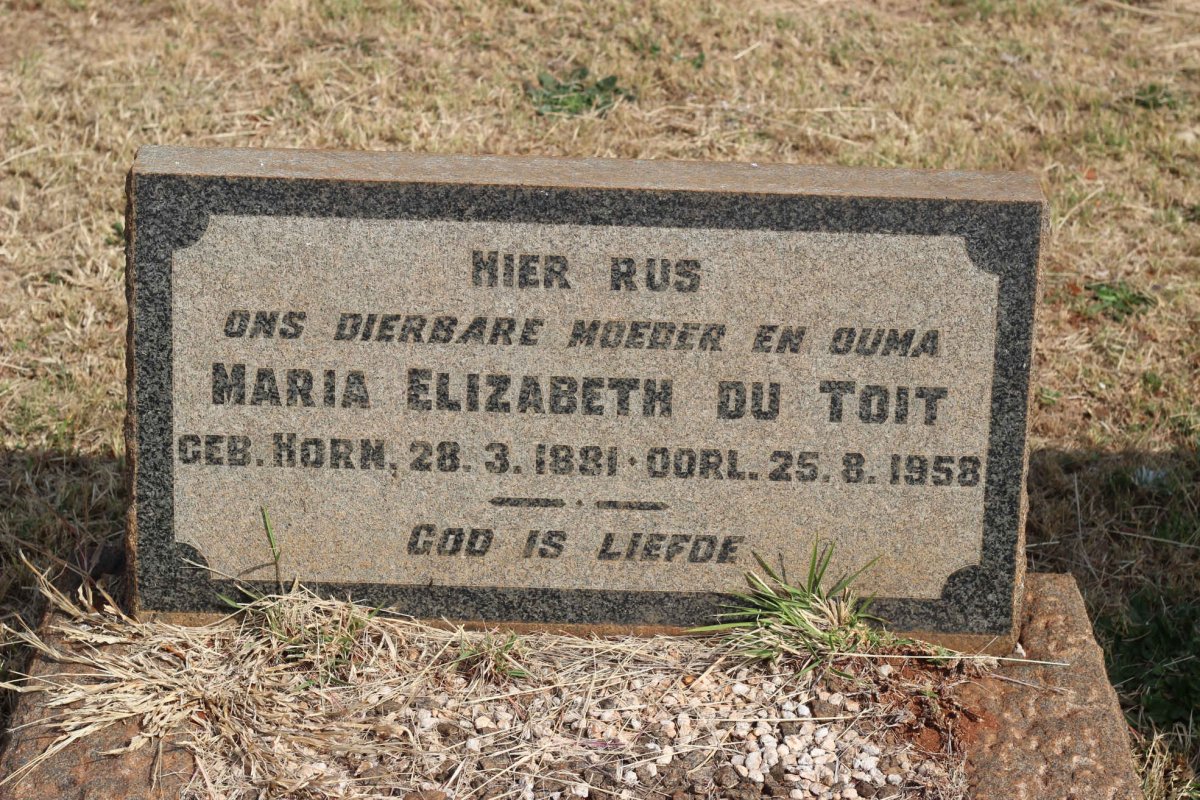 HIER RUS
ONS DIERBARE MOEDER EN OUMA
MARIA ELIZABETH DU TOIT
GEB. HORN, 28. 3. 1881 · OORL. 25. 8. 1958
GOD IS LIEFDE